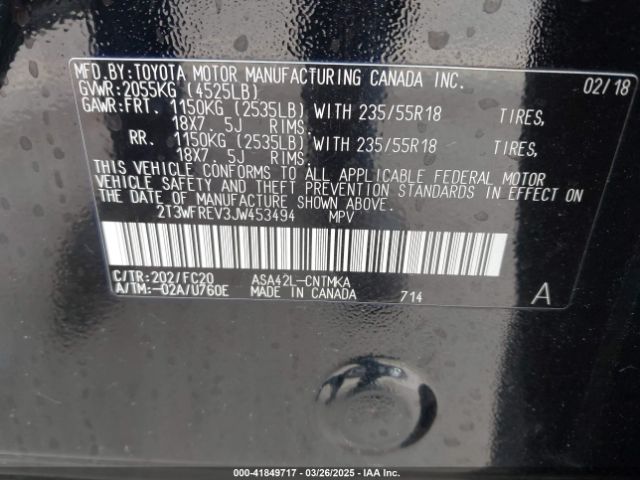 MFD.BY:TOYOTA MOTOR MANUFACTURING CANADA INC. 02/18
GVWR:2055KG (4525LB)
GAWR:FRT. 1150KG (2535LB) WITH 235/55R18 TIRES,
18X7. 5J RIMS.
RR. 1150KG (2535LB) WITH 235/55R18 TIRES,
18X7. 5J RIMS.
THIS VEHICLE CONFORMS TO ALL APPLICABLE FEDERAL MOTOR
VEHICLE SAFETY AND THEFT PREVENTION STANDARDS IN EFFECT ON
THE DATE OF MANUFACTURE SHOWN ABOVE.
2T3WFREV3JW453494 MPV
C/TR:202/FC20 ASA42L-CNTMKA
A/TM:-02A/U760E MADE IN CANADA 714 A
000-41849717 - 03/26/2025 - IAA Inc.